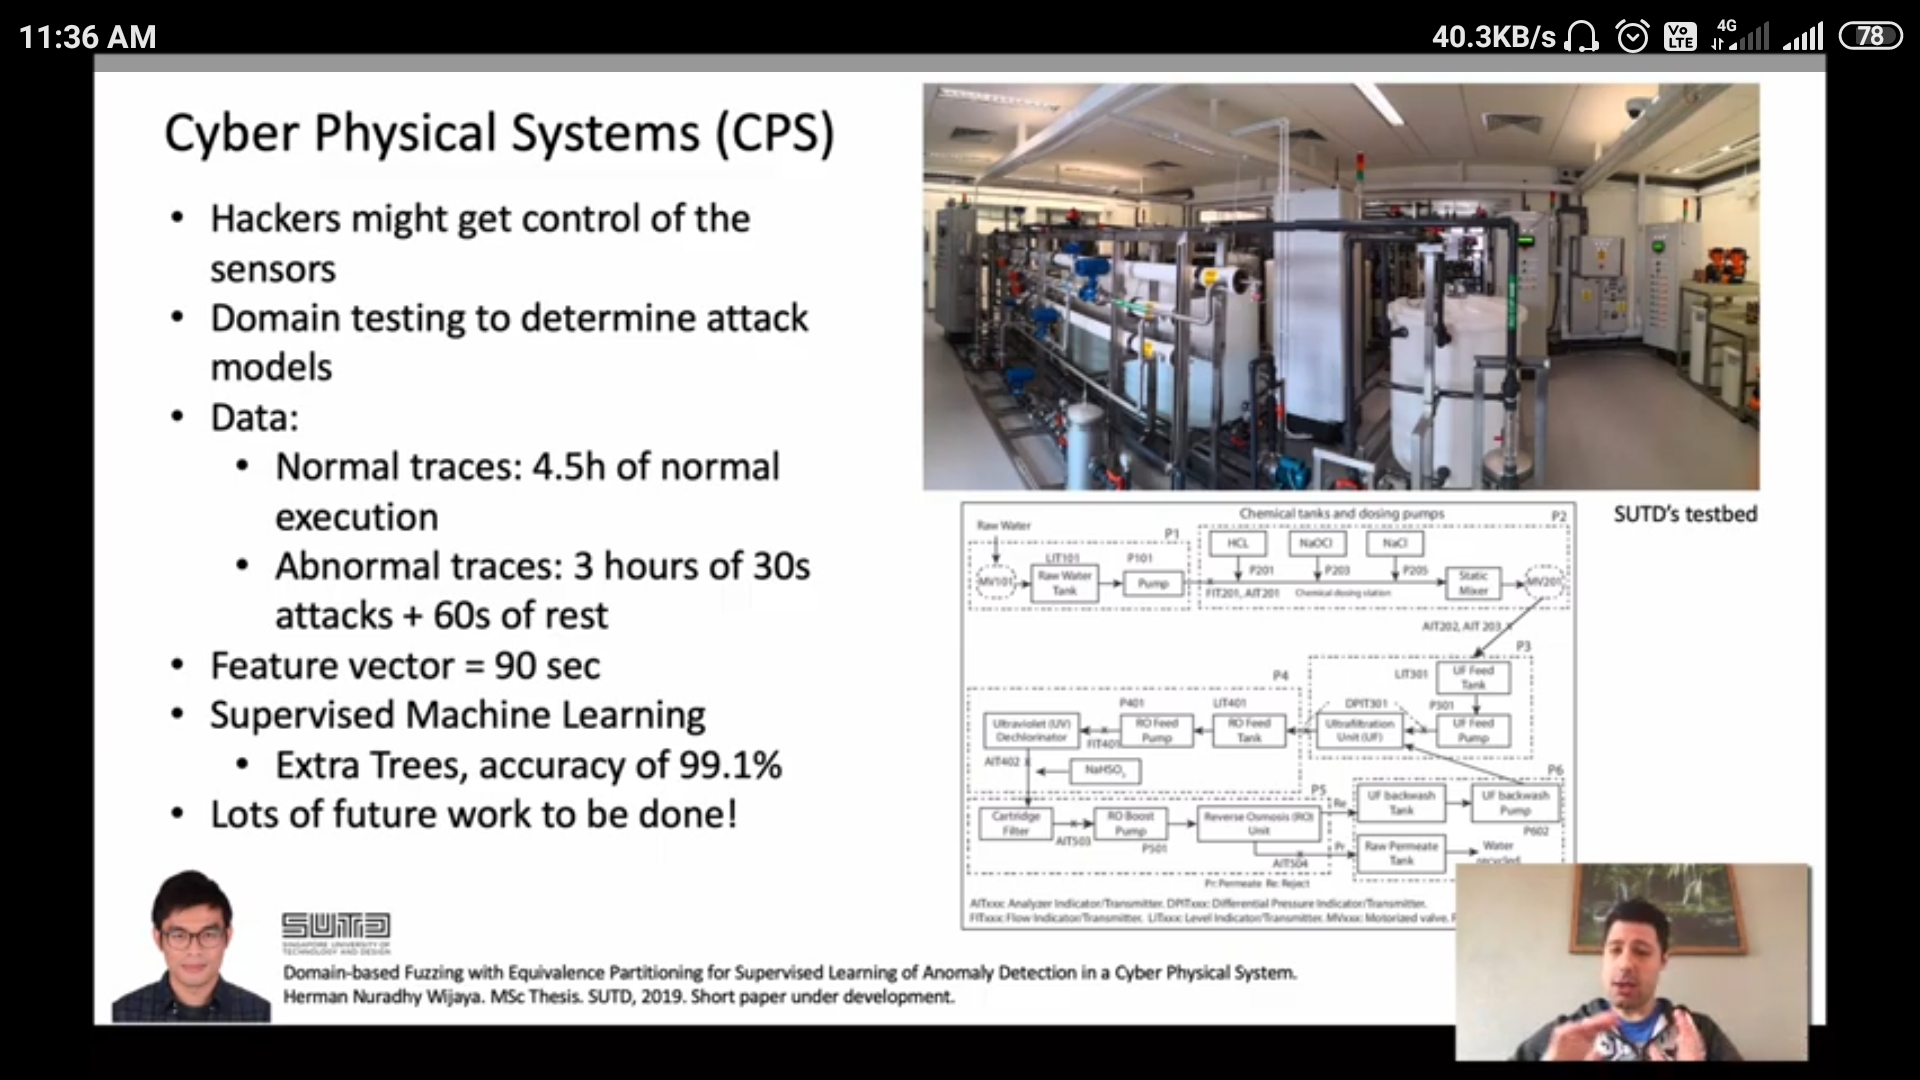 11:36 AM
40.3KB/s
Vo LTE
4G
78
Cyber Physical Systems (CPS)
• Hackers might get control of the
sensors
• Domain testing to determine attack
models
• Data:
• Normal traces: 4.5h of normal
execution
• Abnormal traces: 3 hours of 30s
attacks + 60s of rest
• Feature vector = 90 sec
• Supervised Machine Learning
• Extra Trees, accuracy of 99.1%
• Lots of future work to be done!
SUTD's testbed
Chemical tanks and dosing pumps
P2
Raw Water
P1
HCL
NaOCl
NaCl
LIT101
P101
P201
P203
P205
MV101
Raw Water
Tank
Pump
Static
Mixer
MV201
FIT201, AIT201
Chemical dosing station
AIT202, AIT 203
P3
P4
LIT301
UF Feed
Tank
P401
LIT401
DPIT301
P301
Ultraviolet (UV)
Dechlorinator
RO Feed
Pump
RO Feed
Tank
Ultrafiltration
Unit (UF)
UF Feed
Pump
FIT401
AIT402
NaHSO3
P6
P5
Re
UF backwash
Tank
UF backwash
Pump
Cartridge
Filter
RO Boost
Pump
Reverse Osmosis (RO)
Unit
P602
AIT503
P501
Pr
Raw Permeate
Tank
Water
recycled
AIT504
Pr: Permeate Re: Reject
AITxxx: Analyzer Indicator/Transmitter. DPITxxx: Differential Pressure Indicator/Transmitter.
FITxxx: Flow Indicator/Transmitter. LITxxx: Level Indicator/Transmitter. MVxxx: Motorized valve.
SUTD
SINGAPORE UNIVERSITY OF
TECHNOLOGY AND DESIGN
Domain-based Fuzzing with Equivalence Partitioning for Supervised Learning of Anomaly Detection in a Cyber Physical System.
Herman Nuradhy Wijaya. MSc Thesis. SUTD, 2019. Short paper under development.